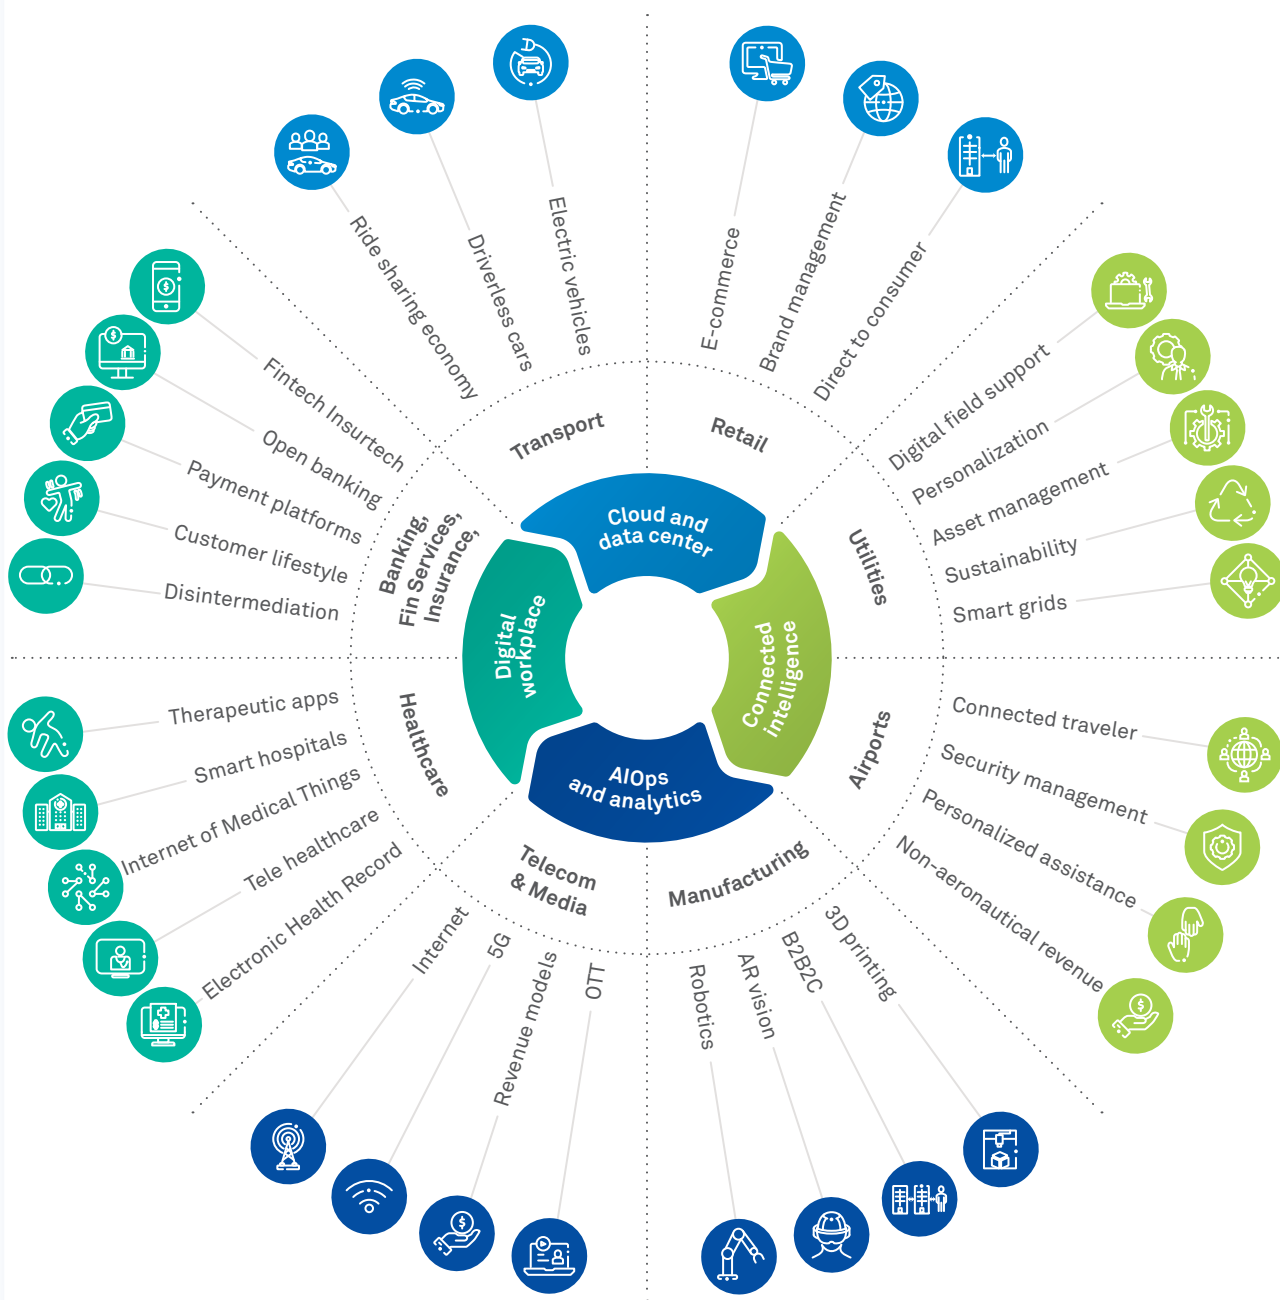 Cloud and
data center
Connected
intelligence
AIOps
and analytics
Digital
workplace
Transport
Ride sharing economy
Driverless cars
Electric vehicles
Retail
E-commerce
Brand management
Direct to consumer
Utilities
Digital field support
Personalization
Asset management
Sustainability
Smart grids
Airports
Connected traveler
Security management
Personalized assistance
Non-aeronautical revenue
Manufacturing
3D printing
B2B2C
AR vision
Robotics
Telecom
& Media
OTT
Revenue models
5G
Internet
Healthcare
Electronic Health Record
Tele healthcare
Internet of Medical Things
Smart hospitals
Therapeutic apps
Banking,
Fin Services,
Insurance,
Disintermediation
Customer lifestyle
Payment platforms
Open banking
Fintech Insurtech